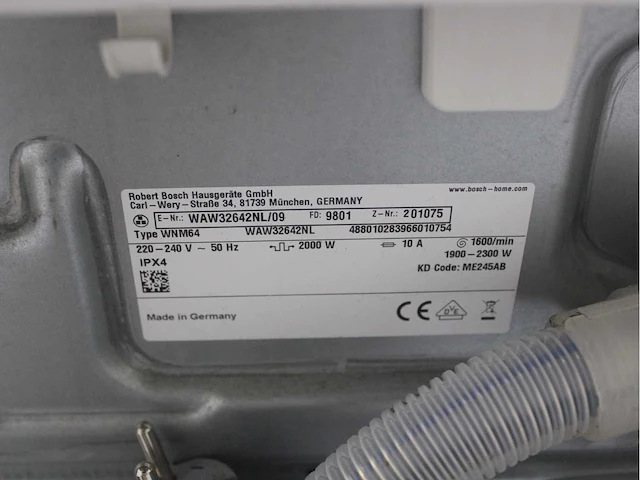 Robert Bosch Hausgeräte GmbH
www.bosch-home.com
Carl-Wery-Straße 34, 81739 München, GERMANY
E-Nr.: WAW32642NL/09 FD: 9801 Z-Nr.: 201075
Type WNM64 WAW32642NL 488010283966010754
220-240 V ~ 50 Hz 2000 W 10 A 1600/min
1900-2300 W
IPX4
KD Code: ME245AB
Made in Germany
CE DVE